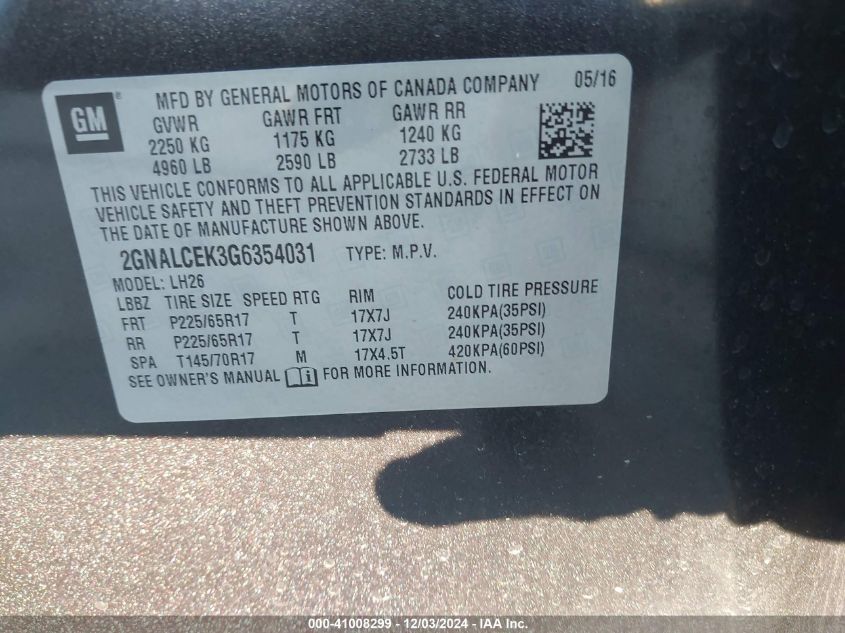 GM ® MFD BY GENERAL MOTORS OF CANADA COMPANY 05/16
GVWR GAWR FRT GAWR RR
2250 KG 1175 KG 1240 KG
4960 LB 2590 LB 2733 LB
THIS VEHICLE CONFORMS TO ALL APPLICABLE U.S. FEDERAL MOTOR
VEHICLE SAFETY AND THEFT PREVENTION STANDARDS IN EFFECT ON
THE DATE OF MANUFACTURE SHOWN ABOVE.
2GNALCEK3G6354031 TYPE: M.P.V.
MODEL: LH26
LBBZ TIRE SIZE SPEED RTG RIM COLD TIRE PRESSURE
FRT P225/65R17 T 17X7J 240KPA(35PSI)
RR P225/65R17 T 17X7J 240KPA(35PSI)
SPA T145/70R17 M 17X4.5T 420KPA(60PSI)
SEE OWNER'S MANUAL FOR MORE INFORMATION.
000-41008299 - 12/03/2024 - IAA Inc.